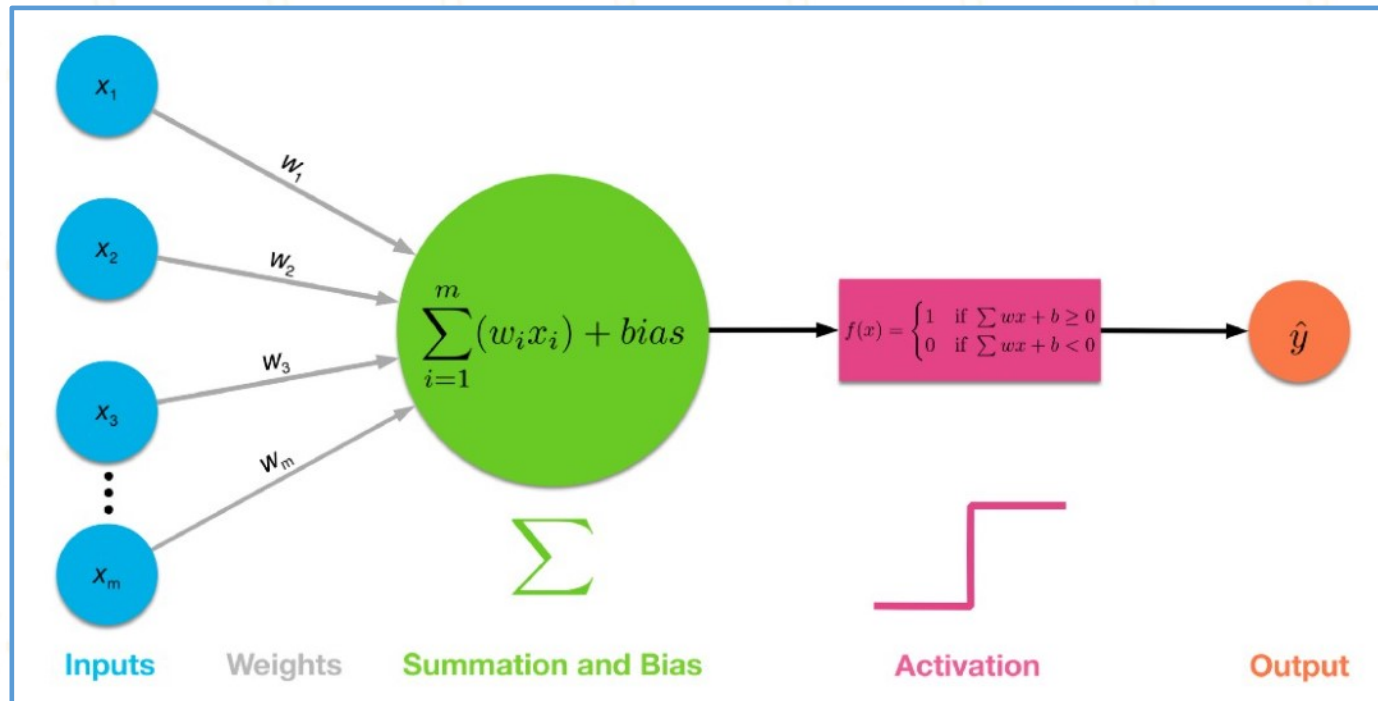 x₁
w₁
x₂
w₂
x₃
w₃
xₘ
wₘ
m
∑(wᵢxᵢ) + bias
i=1
f(x) = {1 if ∑ wx + b ≥ 0
0 if ∑ wx + b < 0
ŷ
∑
Inputs Weights Summation and Bias Activation Output